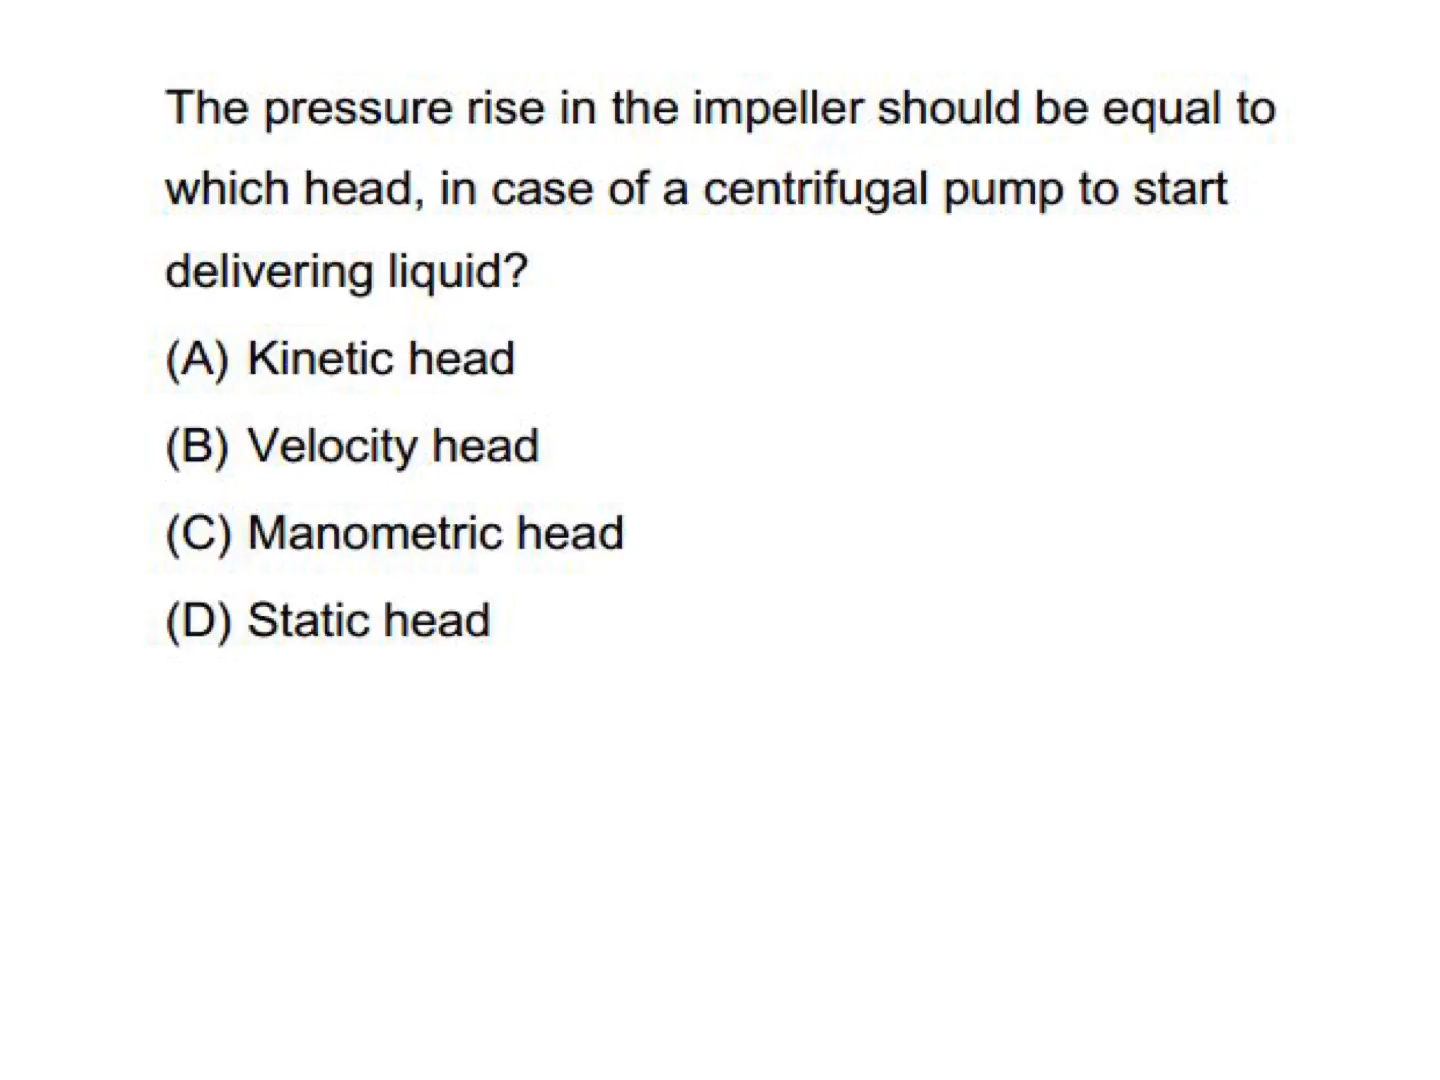 The pressure rise in the impeller should be equal to
which head, in case of a centrifugal pump to start
delivering liquid?
(A) Kinetic head
(B) Velocity head
(C) Manometric head
(D) Static head